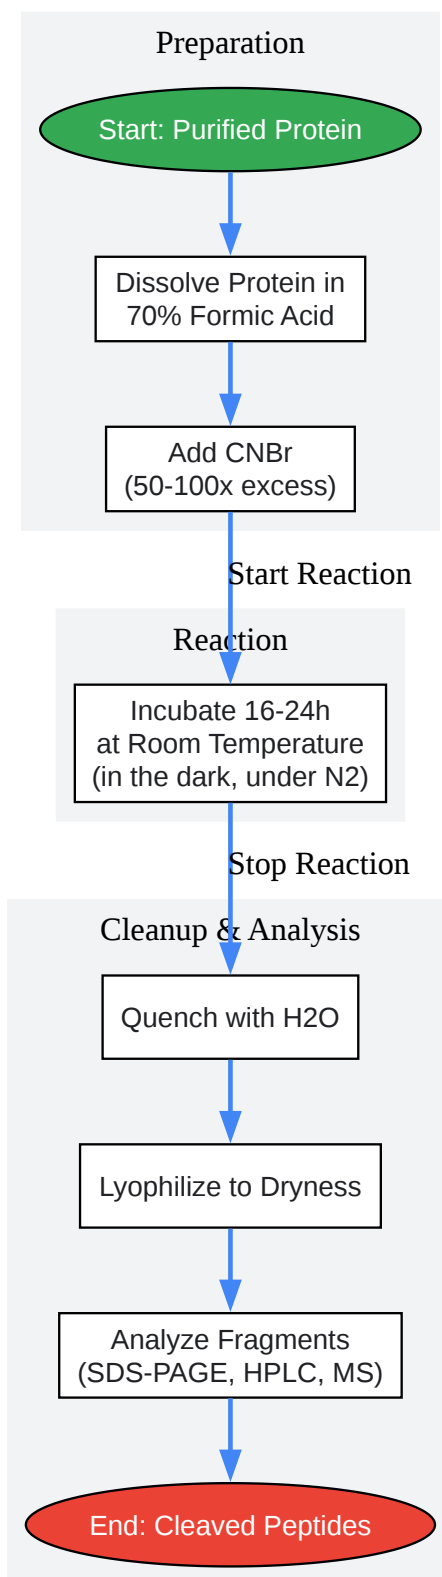 Preparation
Start: Purified Protein
Dissolve Protein in
70% Formic Acid
Add CNBr
(50-100x excess)
Start Reaction
Reaction
Incubate 16-24h
at Room Temperature
(in the dark, under N2)
Stop Reaction
Cleanup & Analysis
Quench with H2O
Lyophilize to Dryness
Analyze Fragments
(SDS-PAGE, HPLC, MS)
End: Cleaved Peptides